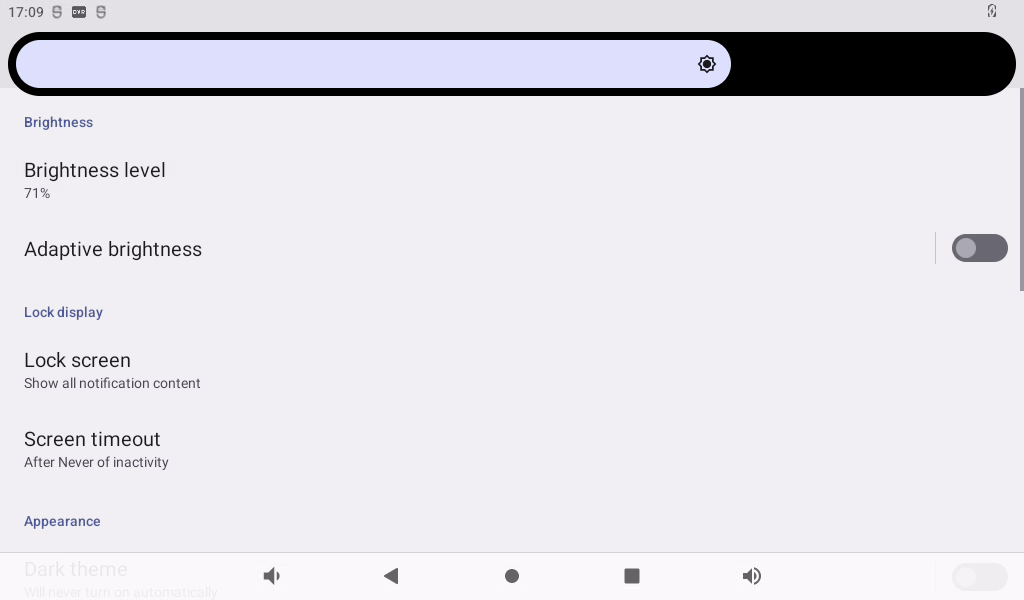 17:09
DVR
Brightness
Brightness level
71%
Adaptive brightness
Lock display
Lock screen
Show all notification content
Screen timeout
After Never of inactivity
Appearance
Dark theme
Will never turn on automatically